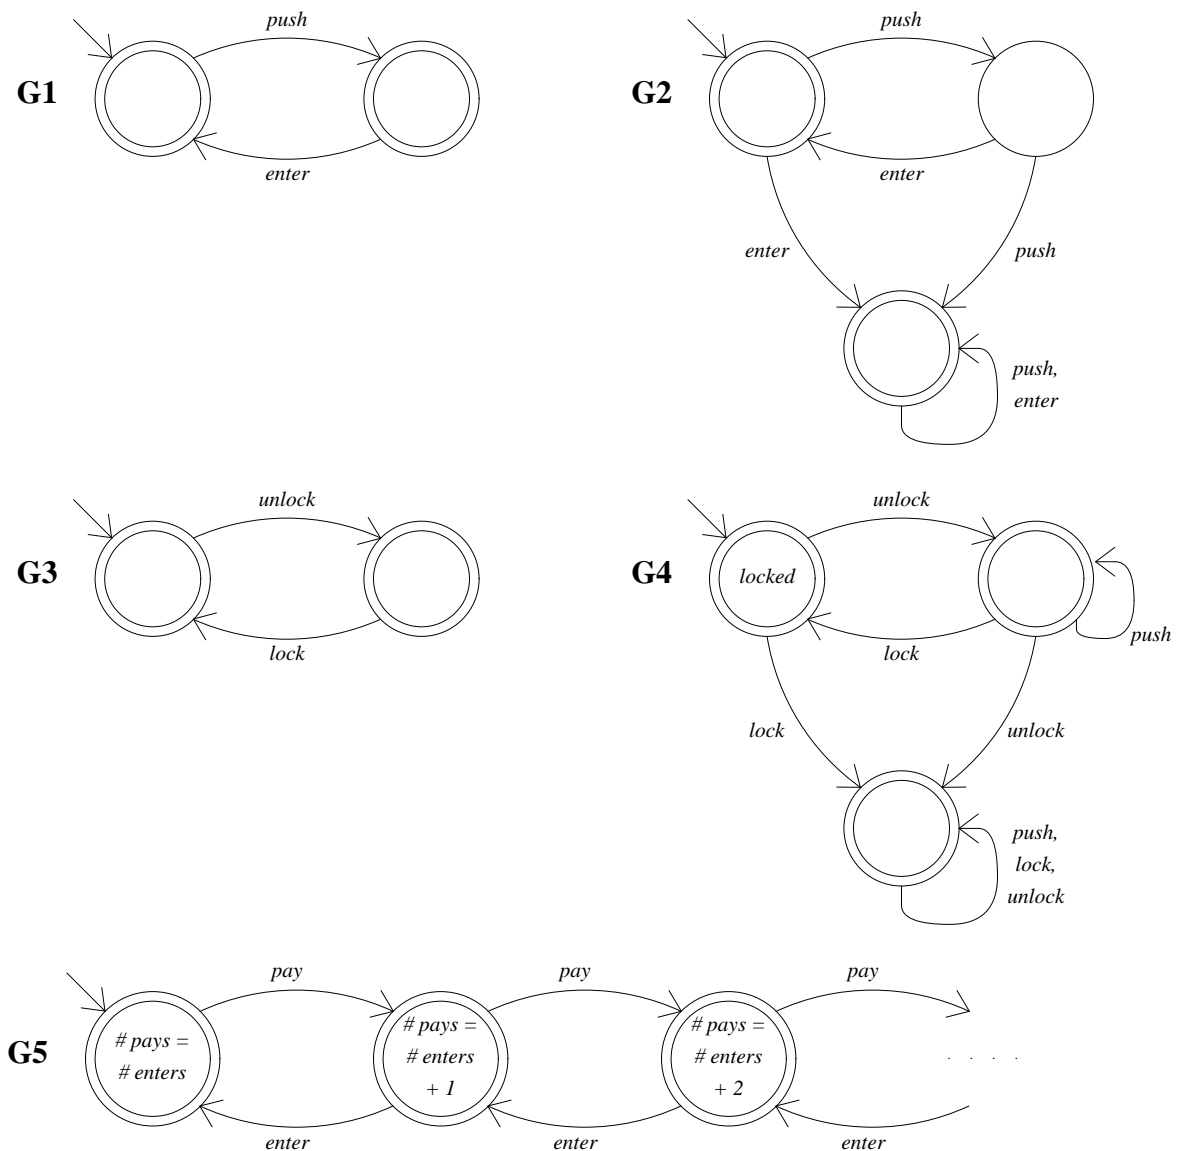 push
push
G1
G2
enter
enter
enter
push
push,
enter
unlock
unlock
G3
G4
locked
push
lock
lock
lock
unlock
push,
lock,
unlock
pay
pay
pay
G5
# pays =
# enters
# pays =
# enters
+ 1
# pays =
# enters
+ 2
. . . .
enter
enter
enter